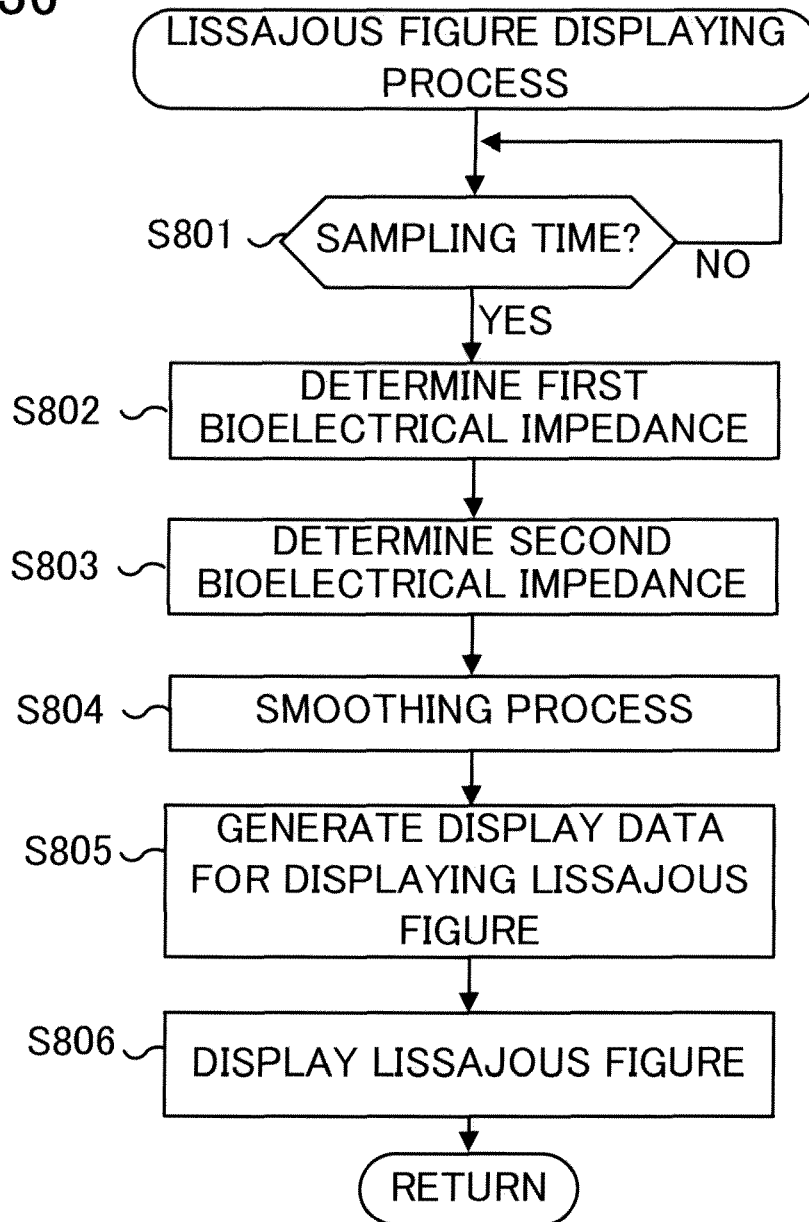 LISSAJOUS FIGURE DISPLAYING
PROCESS
S801
SAMPLING TIME?
NO
YES
S802
DETERMINE FIRST
BIOELECTRICAL IMPEDANCE
S803
DETERMINE SECOND
BIOELECTRICAL IMPEDANCE
S804
SMOOTHING PROCESS
S805
GENERATE DISPLAY DATA
FOR DISPLAYING LISSAJOUS
FIGURE
S806
DISPLAY LISSAJOUS FIGURE
RETURN